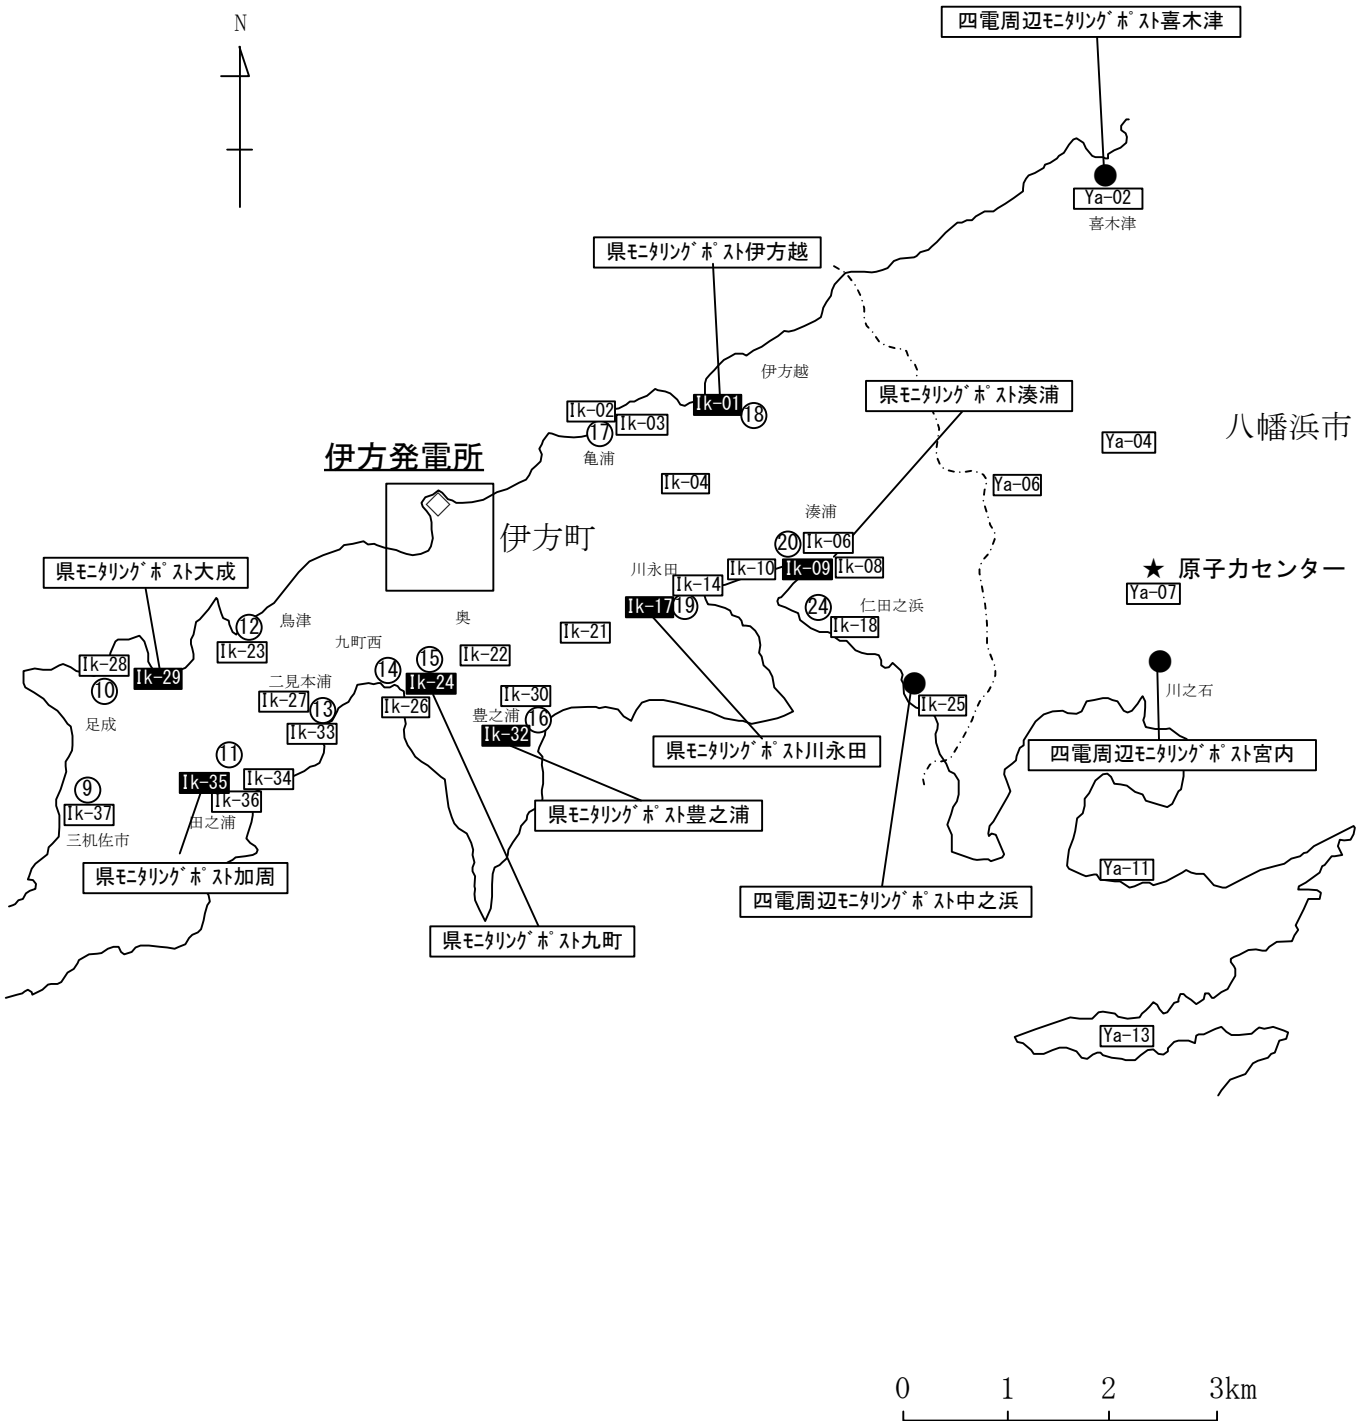 四電周辺ﾓﾆﾀﾘﾝｸﾞﾎﾟｽﾄ喜木津
N
Ya-02
喜木津
県ﾓﾆﾀﾘﾝｸﾞﾎﾟｽﾄ伊方越
伊方越
県ﾓﾆﾀﾘﾝｸﾞﾎﾟｽﾄ湊浦
Ik-02
Ik-01
⑱
Ik-03
⑰
亀浦
八幡浜市
Ya-04
伊方発電所
Ik-04
Ya-06
湊浦
伊方町
⑳
Ik-06
県ﾓﾆﾀﾘﾝｸﾞﾎﾟｽﾄ大成
川永田
Ik-10
Ik-09
Ik-08
★ 原子力センター
Ik-14
Ya-07
Ik-17
⑲
㉔
仁田之浜
Ik-18
⑫
鳥津
奥
Ik-21
九町西
Ik-23
Ik-28
Ik-29
⑮
Ik-22
⑭
Ik-24
川之石
⑩
二見本浦
Ik-27
Ik-30
Ik-26
Ik-25
⑬
豊之浦
⑯
足成
Ik-33
Ik-32
県ﾓﾆﾀﾘﾝｸﾞﾎﾟｽﾄ川永田
四電周辺ﾓﾆﾀﾘﾝｸﾞﾎﾟｽﾄ宮内
⑪
Ik-35
Ik-34
⑨
Ik-36
Ik-37
田之浦
県ﾓﾆﾀﾘﾝｸﾞﾎﾟｽﾄ豊之浦
三机佐市
Ya-11
県ﾓﾆﾀﾘﾝｸﾞﾎﾟｽﾄ加周
四電周辺ﾓﾆﾀﾘﾝｸﾞﾎﾟｽﾄ中之浜
県ﾓﾆﾀﾘﾝｸﾞﾎﾟｽﾄ九町
Ya-13
0 1 2 3km